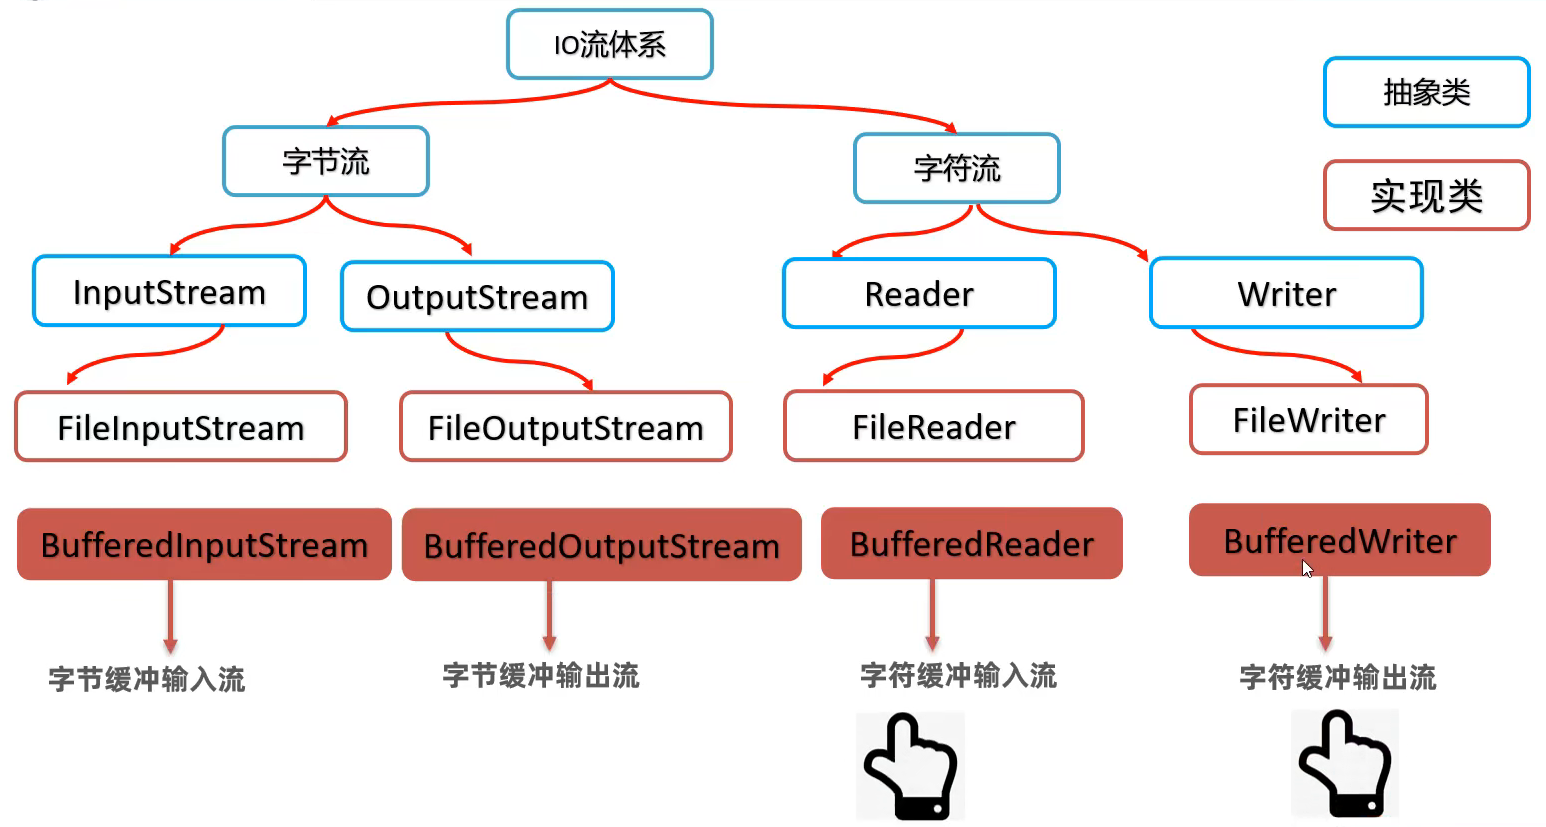 IO流体系
抽象类
字节流
字符流
实现类
InputStream
OutputStream
Reader
Writer
FileInputStream
FileOutputStream
FileReader
FileWriter
BufferedInputStream
BufferedOutputStream
BufferedReader
BufferedWriter
字节缓冲输入流
字节缓冲输出流
字符缓冲输入流
字符缓冲输出流